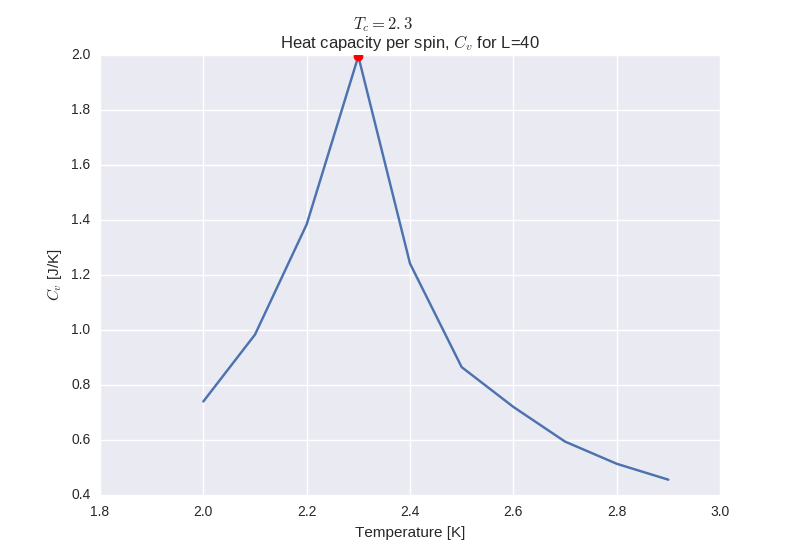 T_c = 2.3
Heat capacity per spin, C_v for L=40
2.0
1.8
1.6
1.4
1.2
1.0
0.8
0.6
0.4
C_v [J/K]
1.8 2.0 2.2 2.4 2.6 2.8 3.0
Temperature [K]